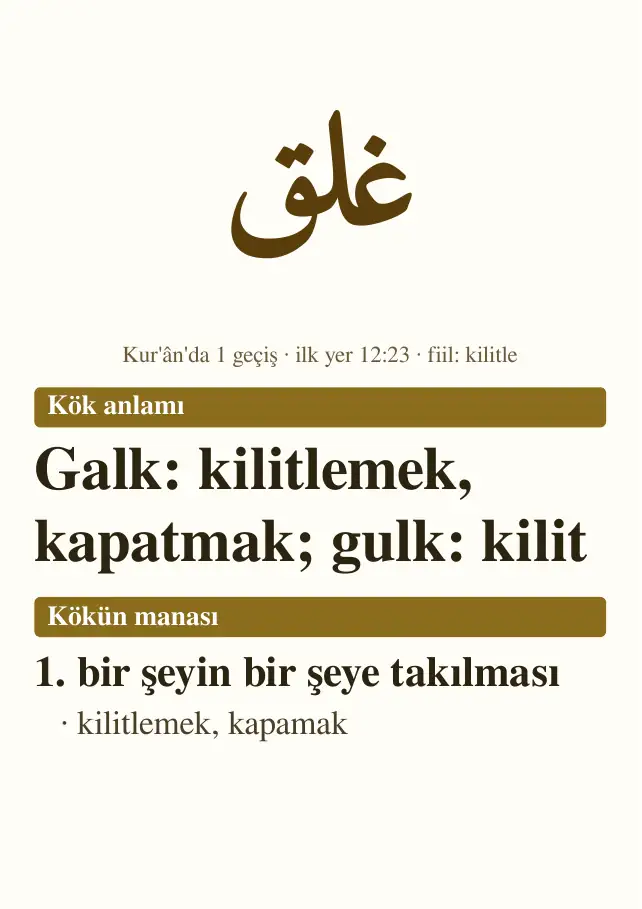 غلق
Kur'ân'da 1 geçiş · ilk yer 12:23 · fiil: kilitle
Kök anlamı
Galk: kilitlemek,
kapatmak; gulk: kilit
Kökün manası
1. bir şeyin bir şeye takılması
· kilitlemek, kapamak